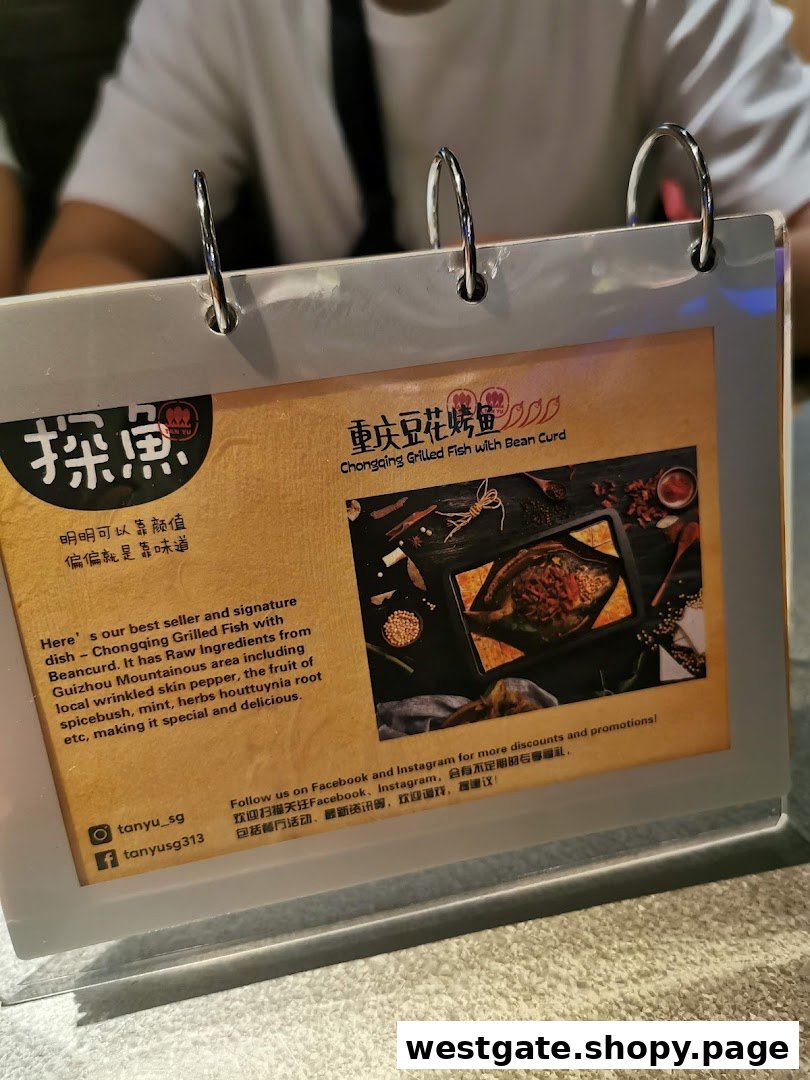 探魚
TAN YU
明明可以靠颜值
偏偏就是靠味道
重庆豆花烤鱼
Chongqing Grilled Fish with Bean Curd
Here's our best seller and signature
dish – Chongqing Grilled Fish with
Beancurd. It has Raw Ingredients from
Guizhou Mountainous area including
local wrinkled skin pepper, the fruit of
spicebush, mint, herbs houttuynia root
etc, making it special and delicious.
Follow us on Facebook and Instagram for more discounts and promotions!
欢迎扫描关注Facebook、Instagram，会有不定期的专享福礼，
包括餐厅活动、最新资讯等，欢迎游戏，提建议！
tanyu_sg
tanyusg313
westgate.shopy.page